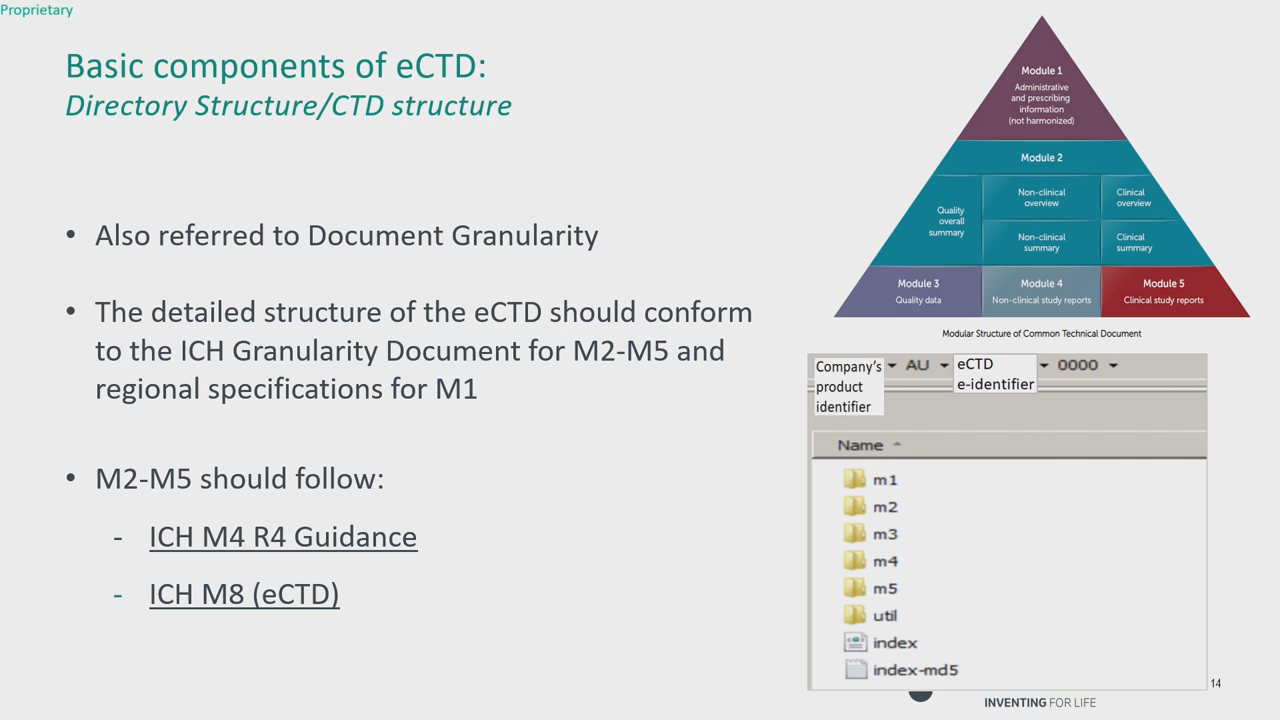 Proprietary
Basic components of eCTD:
Directory Structure/CTD structure
• Also referred to Document Granularity
• The detailed structure of the eCTD should conform
to the ICH Granularity Document for M2-M5 and
regional specifications for M1
• M2-M5 should follow:
- ICH M4 R4 Guidance
- ICH M8 (eCTD)
Module 1
Administrative
and prescribing
information
(not harmonized)
Module 2
Quality
overall
summary
Non-clinical
overview
Clinical
overview
Non-clinical
summary
Clinical
summary
Module 3
Quality data
Module 4
Non-clinical study reports
Module 5
Clinical study reports
Modular Structure of Common Technical Document
Company's
product
identifier
AU
eCTD
e-identifier
0000
Name
m1
m2
m3
m4
m5
util
index
index-md5
14
INVENTING FOR LIFE